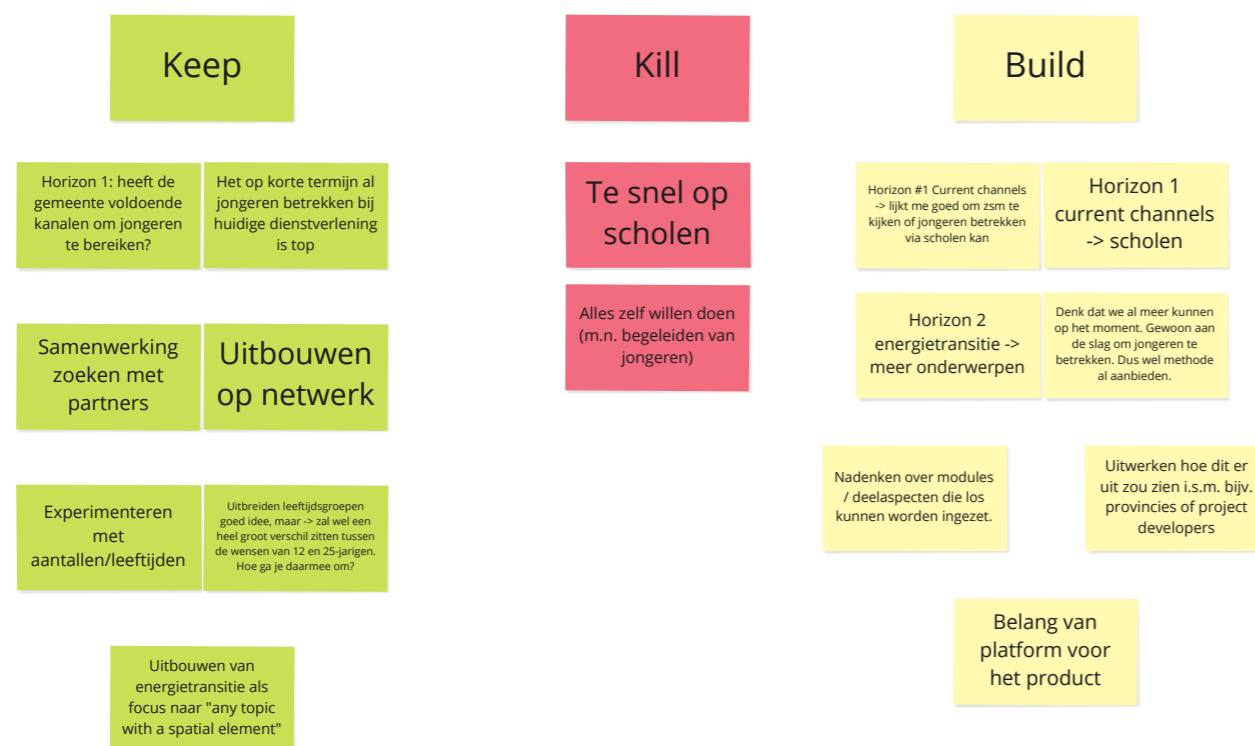 Keep
Kill
Build
Horizon 1: heeft de
gemeente voldoende
kanalen om jongeren
te bereiken?
Het op korte termijn al
jongeren betrekken bij
huidige dienstverlening
is top
Samenwerking
zoeken met
partners
Uitbouwen
op netwerk
Experimenteren
met
aantallen/leeftijden
Uitbreiden leeftijdsgroepen
goed idee, maar -> zal wel een
heel groot verschil zitten tussen
de wensen van 12 en 25-jarigen.
Hoe ga je daarmee om?
Uitbouwen van
energietransitie als
focus naar "any topic
with a spatial element"
Te snel op
scholen
Alles zelf willen doen
(m.n. begeleiden van
jongeren)
Horizon #1 Current channels
-> lijkt me goed om zsm te
kijken of jongeren betrekken
via scholen kan
Horizon 1
current channels
-> scholen
Horizon 2
energietransitie ->
meer onderwerpen
Denk dat we al meer kunnen
op het moment. Gewoon aan
de slag om jongeren te
betrekken. Dus wel methode
al aanbieden.
Nadenken over modules
/ deelaspecten die los
kunnen worden ingezet.
Uitwerken hoe dit er
uit zou zien i.s.m. bijv.
provincies of project
developers
Belang van
platform voor
het product